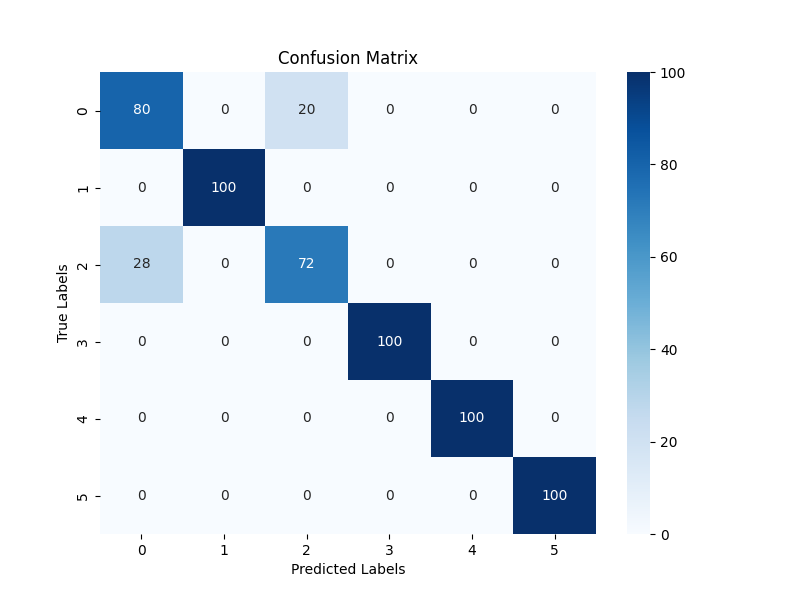 Confusion Matrix
0 80 0 20 0 0 0
1 0 100 0 0 0 0
2 28 0 72 0 0 0
3 0 0 0 100 0 0
4 0 0 0 0 100 0
5 0 0 0 0 0 100
0 1 2 3 4 5
Predicted Labels
True Labels
100
80
60
40
20
0